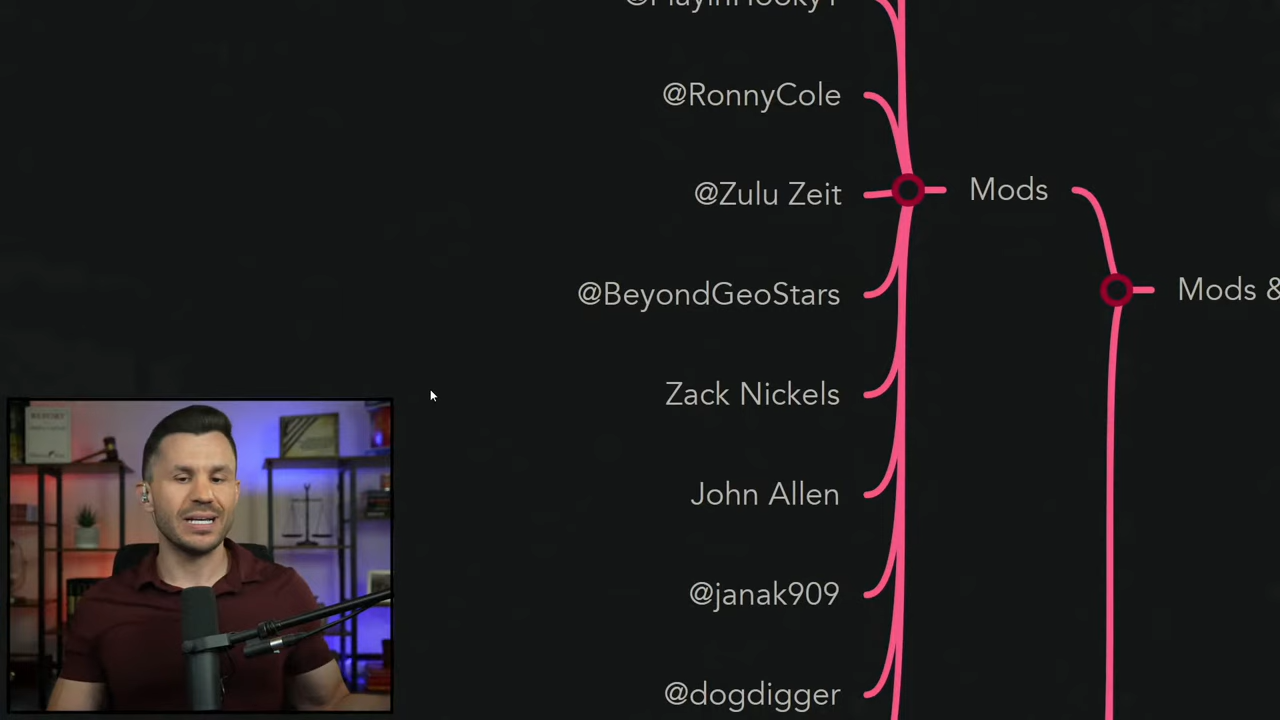 @RonnyCole
@Zulu Zeit
Mods
@BeyondGeoStars
Mods &
Zack Nickels
John Allen
@janak909
@dogdigger